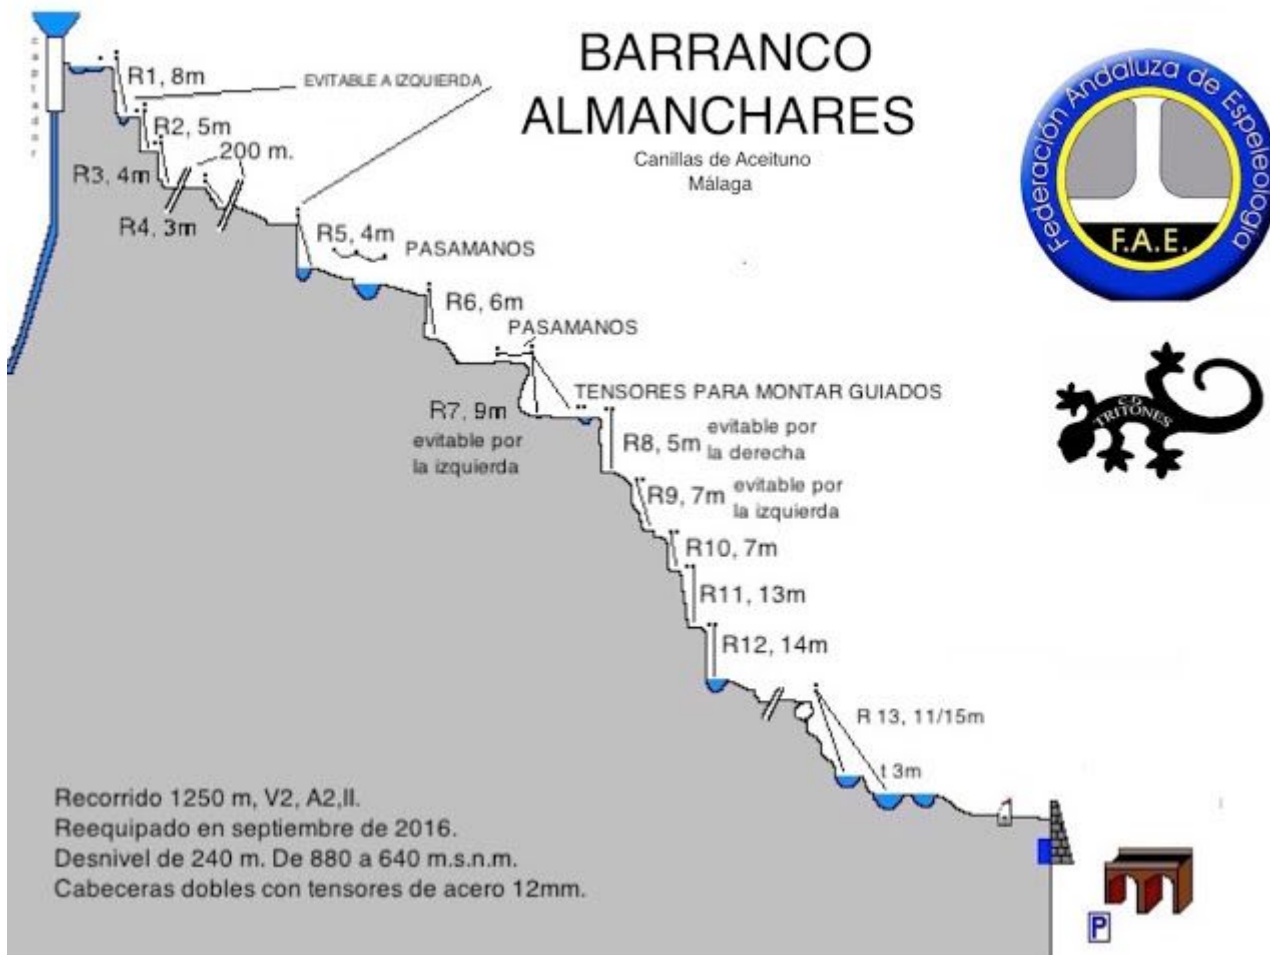 BARRANCO
ALMANCHARES
Canillas de Aceituno
Málaga
Federación Andaluza de Espeleología
F.A.E.
C.D.
TRITONES
captador
R1, 8m
EVITABLE A IZQUIERDA
R2, 5m
200 m.
R3, 4m
R4, 3m
R5, 4m
PASAMANOS
R6, 6m
PASAMANOS
TENSORES PARA MONTAR GUIADOS
R7, 9m
evitable por
la izquierda
R8, 5m
evitable por
la derecha
R9, 7m
evitable por
la izquierda
R10, 7m
R11, 13m
R12, 14m
R 13, 11/15m
t 3m
Recorrido 1250 m, V2, A2,II.
Reequipado en septiembre de 2016.
Desnivel de 240 m. De 880 a 640 m.s.n.m.
Cabeceras dobles con tensores de acero 12mm.
P